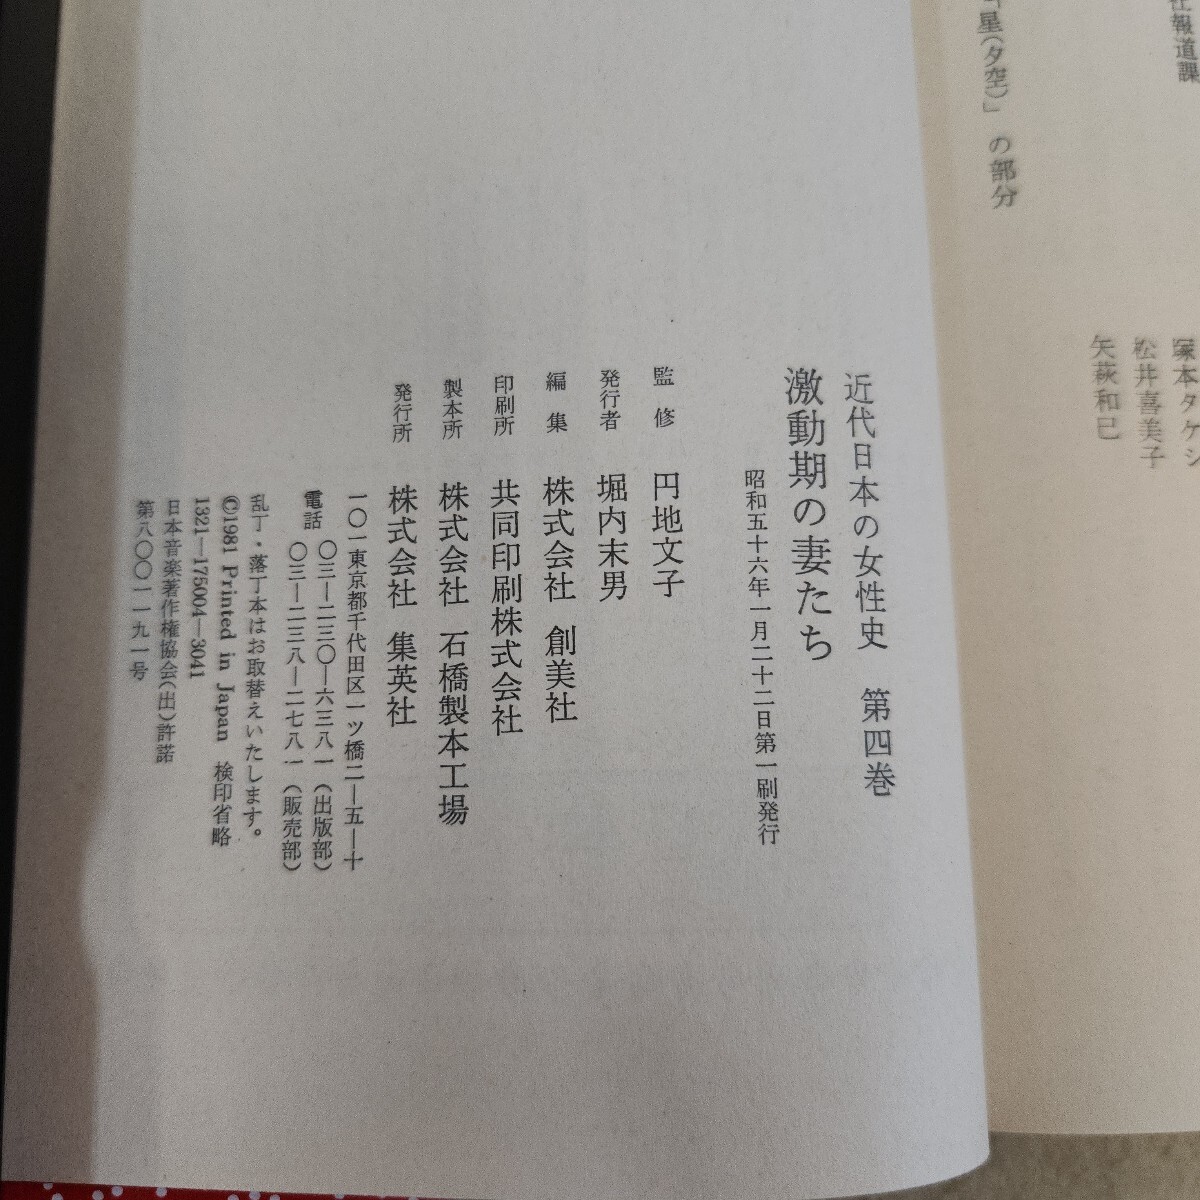 星(夕空)」の部分
報道課
塚本タケシ
松井喜美子
矢萩和巳
近代日本の女性史 第四巻
激動期の妻たち
昭和五十六年一月二十二日第一刷発行
監修 円地文子
発行者 堀内末男
編集 株式会社 創美社
印刷所 共同印刷株式会社
製本所 株式会社 石橋製本工場
発行所 株式会社 集英社
一〇一東京都千代田区一ツ橋二—五—十
電話 〇三—二三〇—六三八一(出版部)
〇三—二三八—二七八一(販売部)
乱丁・落丁本はお取替えいたします。
©1981 Printed in Japan 検印省略
1321—175004—3041
日本音楽著作権協会(出)許諾
第八〇〇一一九一号